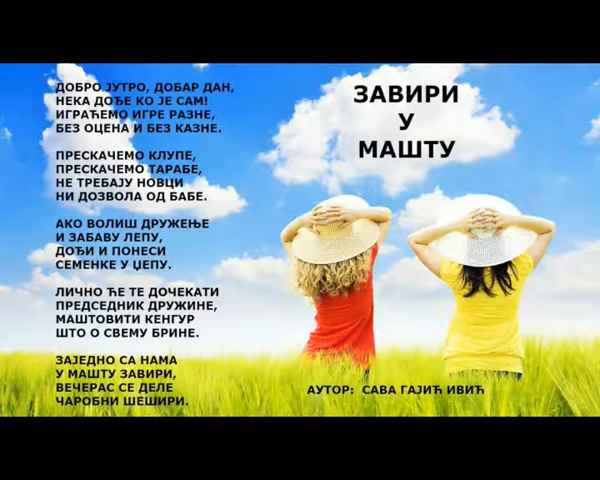 ДОБРО ЈУТРО, ДОБАР ДАН,
НЕКА ДОЂЕ КО ЈЕ САМ!
ИГРАЋЕМО ИГРЕ РАЗНЕ,
БЕЗ ОЦЕНА И БЕЗ КАЗНЕ.
ПРЕСКАЧЕМО КЛУПЕ,
ПРЕСКАЧЕМО ТАРАБЕ,
НЕ ТРЕБАЈУ НОВЦИ
НИ ДОЗВОЛА ОД БАБЕ.
АКО ВОЛИШ ДРУЖЕЊЕ
И ЗАБАВУ ЛЕПУ,
ДОЂИ И ПОНЕСИ
СЕМЕНКЕ У ЏЕПУ.
ЛИЧНО ЋЕ ТЕ ДОЧЕКАТИ
ПРЕДСЕДНИК ДРУЖИНЕ,
МАШТОВИТИ КЕНГУР
ШТО О СВЕМУ БРИНЕ.
ЗАЈЕДНО СА НАМА
У МАШТУ ЗАВИРИ,
ВЕЧЕРАС СЕ ДЕЛЕ
ЧАРОБНИ ШЕШИРИ.
ЗАВИРИ
У
МАШТУ
АУТОР: САВА ГАЈИЋ ИВИЋ